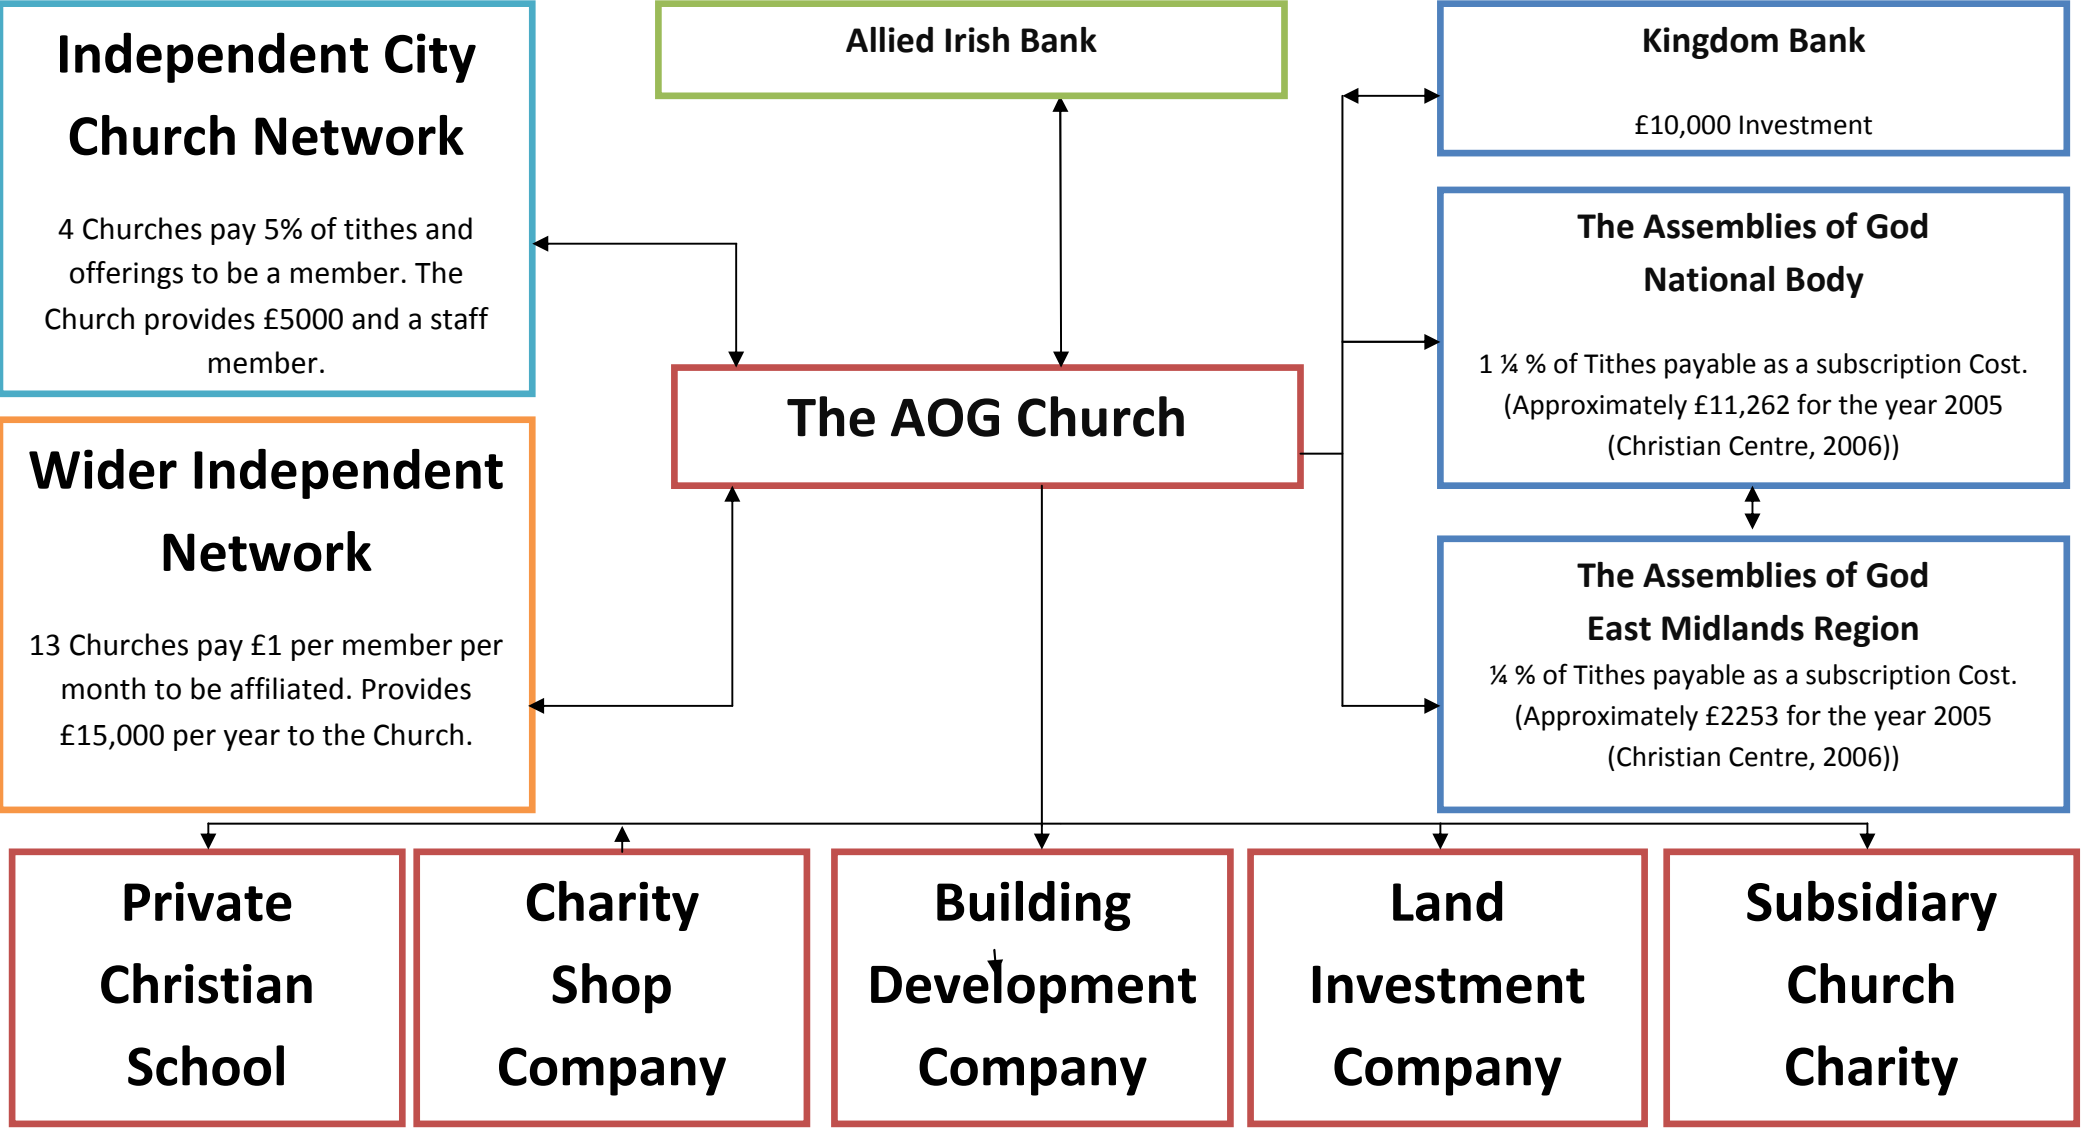 Independent City
Church Network
4 Churches pay 5% of tithes and
offerings to be a member. The
Church provides £5000 and a staff
member.
Allied Irish Bank
Kingdom Bank
£10,000 Investment
The Assemblies of God
National Body
1 ¼ % of Tithes payable as a subscription Cost.
(Approximately £11,262 for the year 2005
(Christian Centre, 2006))
The AOG Church
Wider Independent
Network
13 Churches pay £1 per member per
month to be affiliated. Provides
£15,000 per year to the Church.
The Assemblies of God
East Midlands Region
¼ % of Tithes payable as a subscription Cost.
(Approximately £2253 for the year 2005
(Christian Centre, 2006))
Private
Christian
School
Charity
Shop
Company
Building
Development
Company
Land
Investment
Company
Subsidiary
Church
Charity